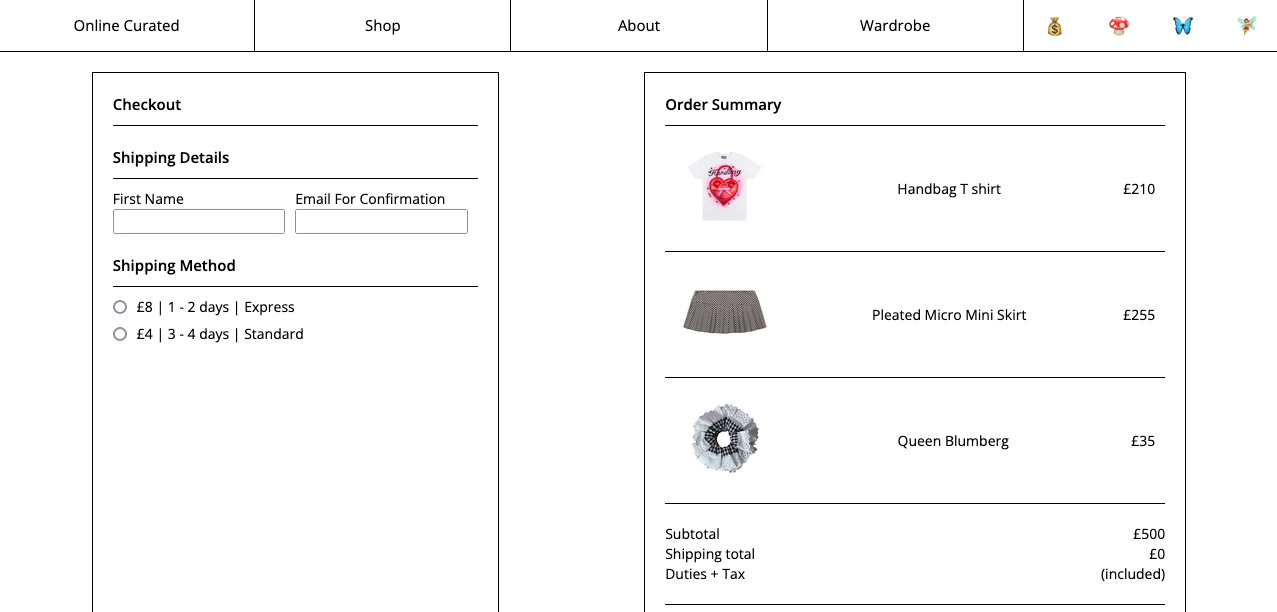 Online Curated
Shop
About
Wardrobe
Checkout
Shipping Details
First Name
Email For Confirmation
Shipping Method
£8 | 1 - 2 days | Express
£4 | 3 - 4 days | Standard
Order Summary
Handbag
Handbag T shirt £210
Pleated Micro Mini Skirt £255
Queen Blumberg £35
Subtotal £500
Shipping total £0
Duties + Tax (included)